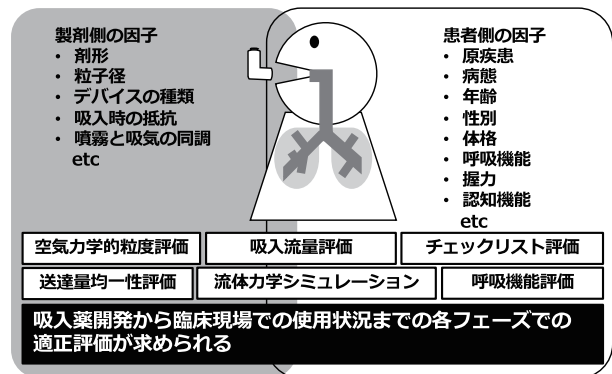 製剤側の因子
・ 剤形
・ 粒子径
・ デバイスの種類
・ 吸入時の抵抗
・ 噴霧と吸気の同調
etc
患者側の因子
・ 原疾患
・ 病態
・ 年齢
・ 性別
・ 体格
・ 呼吸機能
・ 握力
・ 認知機能
etc
空気力学的粒度評価
吸入流量評価
チェックリスト評価
送達量均一性評価
流体力学シミュレーション
呼吸機能評価
吸入薬開発から臨床現場での使用状況までの各フェーズでの
適正評価が求められる